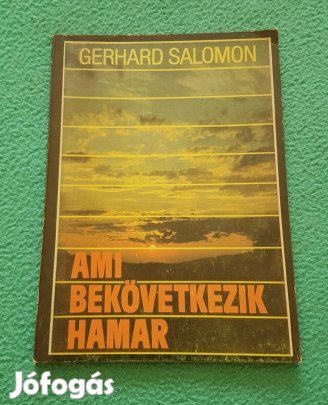 GERHARD SALOMON
AMI
BEKÖVETKEZIK
HAMAR
Jófogás